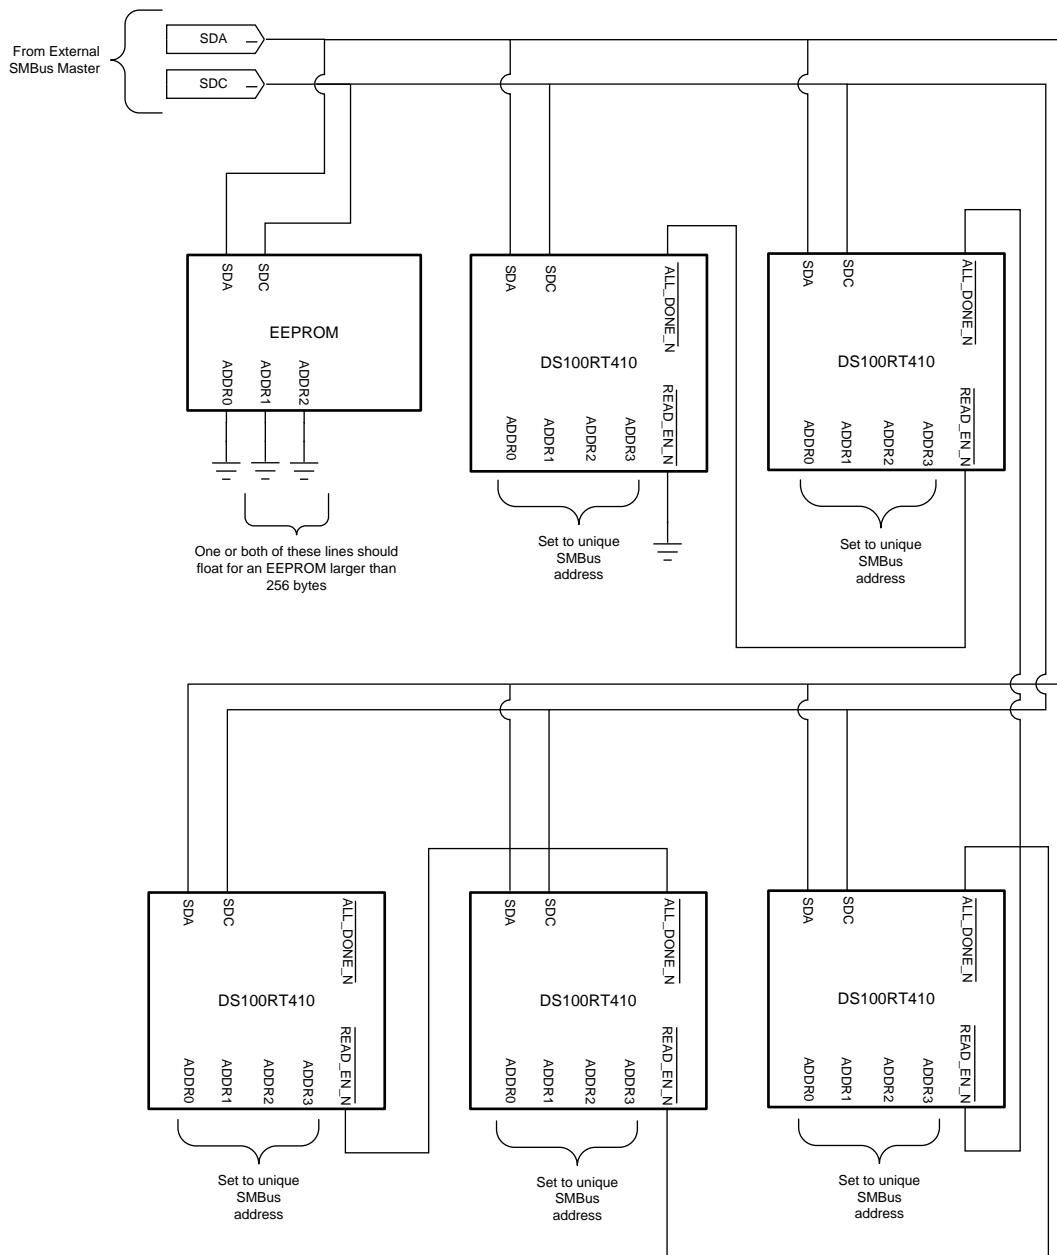 From External
SMBus Master
SDA
SDC
SDA
SDC
EEPROM
ADDR0
ADDR1
ADDR2
One or both of these lines should
float for an EEPROM larger than
256 bytes
SDA
SDC
ALL_DONE_N
DS100RT410
READ_EN_N
ADDR0
ADDR1
ADDR2
ADDR3
Set to unique
SMBus
address
SDA
SDC
ALL_DONE_N
DS100RT410
READ_EN_N
ADDR0
ADDR1
ADDR2
ADDR3
Set to unique
SMBus
address
SDA
SDC
ALL_DONE_N
DS100RT410
READ_EN_N
ADDR0
ADDR1
ADDR2
ADDR3
Set to unique
SMBus
address
SDA
SDC
ALL_DONE_N
DS100RT410
READ_EN_N
ADDR0
ADDR1
ADDR2
ADDR3
Set to unique
SMBus
address
SDA
SDC
ALL_DONE_N
DS100RT410
READ_EN_N
ADDR0
ADDR1
ADDR2
ADDR3
Set to unique
SMBus
address